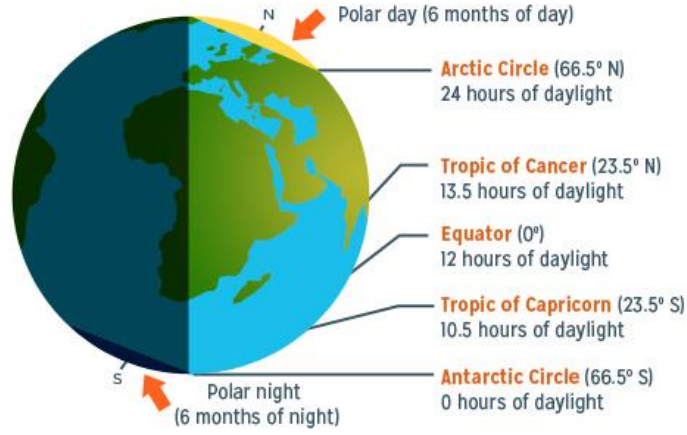 N
Polar day (6 months of day)
Arctic Circle (66.5° N)
24 hours of daylight
Tropic of Cancer (23.5° N)
13.5 hours of daylight
Equator (0°)
12 hours of daylight
Tropic of Capricorn (23.5° S)
10.5 hours of daylight
Antarctic Circle (66.5° S)
0 hours of daylight
S
Polar night
(6 months of night)